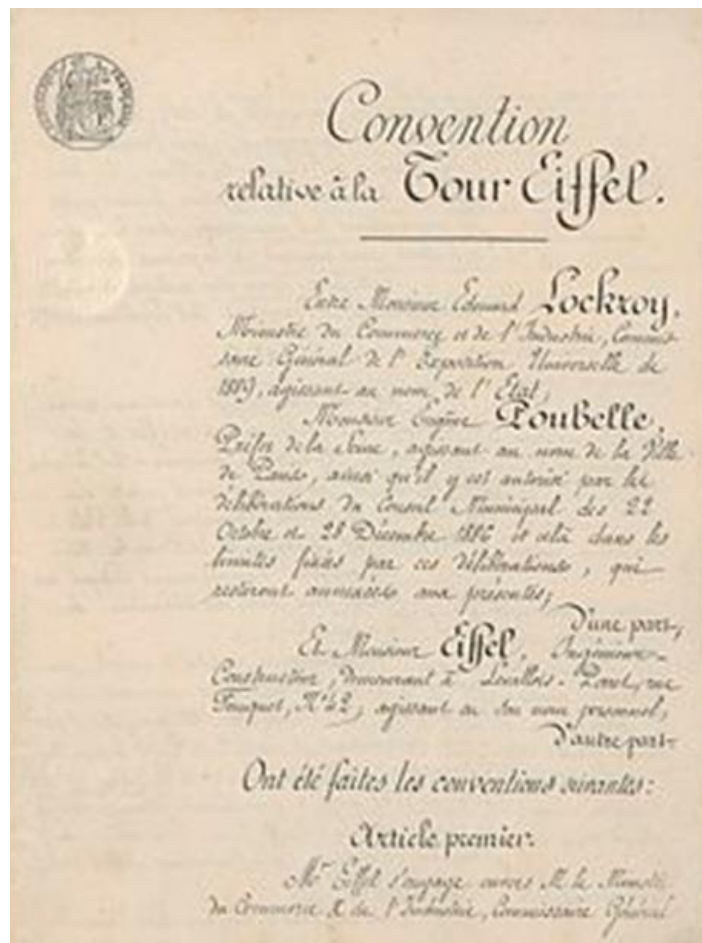 Convention
relative à la Tour Eiffel.
Entre Monsieur Edouard Lockroy,
Ministre du Commerce et de l'Industrie, Commis-
saire Général de l'Exposition Universelle de
1889, agissant au nom de l'État,
Monsieur Eugène Poubelle,
Préfet de la Seine, agissant au nom de la Ville
de Paris, ainsi qu'il y est autorisé par les
délibérations du Conseil Municipal des 22
Octobre et 28 Décembre 1886 et cela dans les
limites fixées par ces délibérations, qui
resteront annexées aux présentes,
D'une part,
Et Monsieur Eiffel, Ingénieur-
Constructeur, demeurant à Levallois-Perret, rue
Fouquet, N° 42, agissant en son nom personnel,
D'autre part
Ont été faites les conventions suivantes:
Article premier.
Mr Eiffel s'engage envers M. le Ministre
du Commerce & de l'Industrie, Commissaire Général